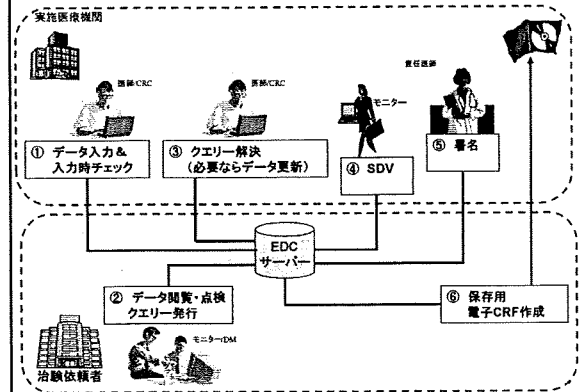 実施医療機関
医師/CRC
医師/CRC
モニター
責任医師
① データ入力＆
入力時チェック
③ クエリー解決
（必要ならデータ更新）
④ SDV
⑤ 署名
EDC
サーバー
② データ閲覧・点検
クエリー発行
モニター/DM
治験依頼者
⑥ 保存用
電子CRF作成